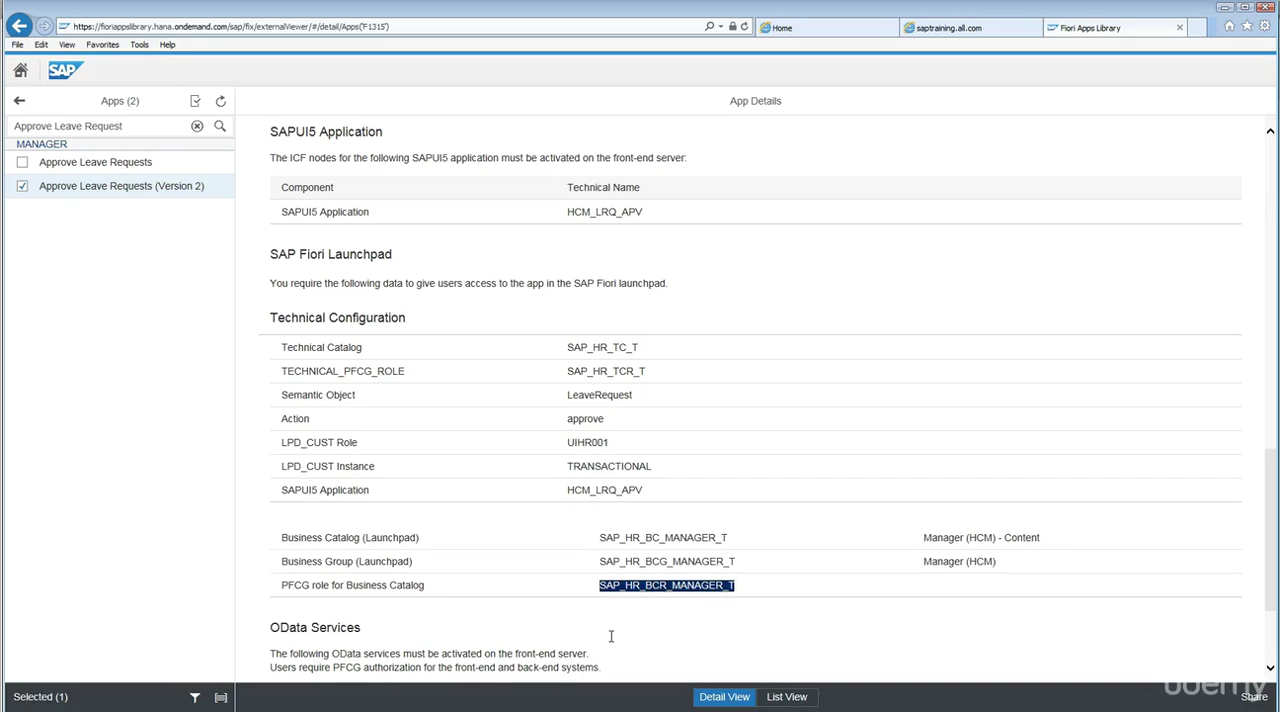 https://fioriappslibrary.hana.ondemand.com/sap/fix/externalViewer/#/detail/Apps('F1315')
Home
saptraining.all.com
Fiori Apps Library
File Edit View Favorites Tools Help
SAP
Apps (2)
App Details
Approve Leave Request
MANAGER
Approve Leave Requests
Approve Leave Requests (Version 2)
SAPUI5 Application
The ICF nodes for the following SAPUI5 application must be activated on the front-end server:
Component Technical Name
SAPUI5 Application HCM_LRQ_APV
SAP Fiori Launchpad
You require the following data to give users access to the app in the SAP Fiori launchpad.
Technical Configuration
Technical Catalog SAP_HR_TC_T
TECHNICAL_PFCG_ROLE SAP_HR_TCR_T
Semantic Object LeaveRequest
Action approve
LPD_CUST Role UIHR001
LPD_CUST Instance TRANSACTIONAL
SAPUI5 Application HCM_LRQ_APV
Business Catalog (Launchpad) SAP_HR_BC_MANAGER_T Manager (HCM) - Content
Business Group (Launchpad) SAP_HR_BCG_MANAGER_T Manager (HCM)
PFCG role for Business Catalog SAP_HR_BCR_MANAGER_T
OData Services
The following OData services must be activated on the front-end server.
Users require PFCG authorization for the front-end and back-end systems.
Selected (1)
Detail View List View
udemy
Share